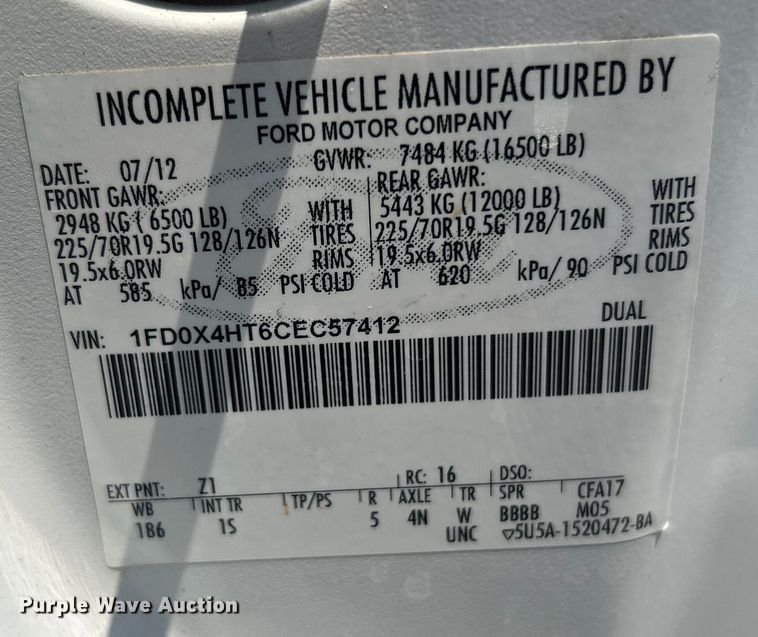 INCOMPLETE VEHICLE MANUFACTURED BY
FORD MOTOR COMPANY
DATE: 07/12 GVWR: 7484 KG (16500 LB)
FRONT GAWR: REAR GAWR:
2948 KG ( 6500 LB) WITH 5443 KG (12000 LB) WITH
225/70R19.5G 128/126N TIRES 225/70R19.5G 128/126N TIRES
19.5x6.0RW RIMS 19.5x6.0RW RIMS
AT 585 kPa/ 85 PSI COLD AT 620 kPa/ 90 PSI COLD
VIN: 1FD0X4HT6CEC57412 DUAL
EXT PNT: Z1 RC: 16 DSO:
WB INT TR TP/PS R AXLE TR SPR CFA17
186 1S 5 4N W BBBB M05
UNC ▽5U5A-1520472-BA
Purple Wave Auction